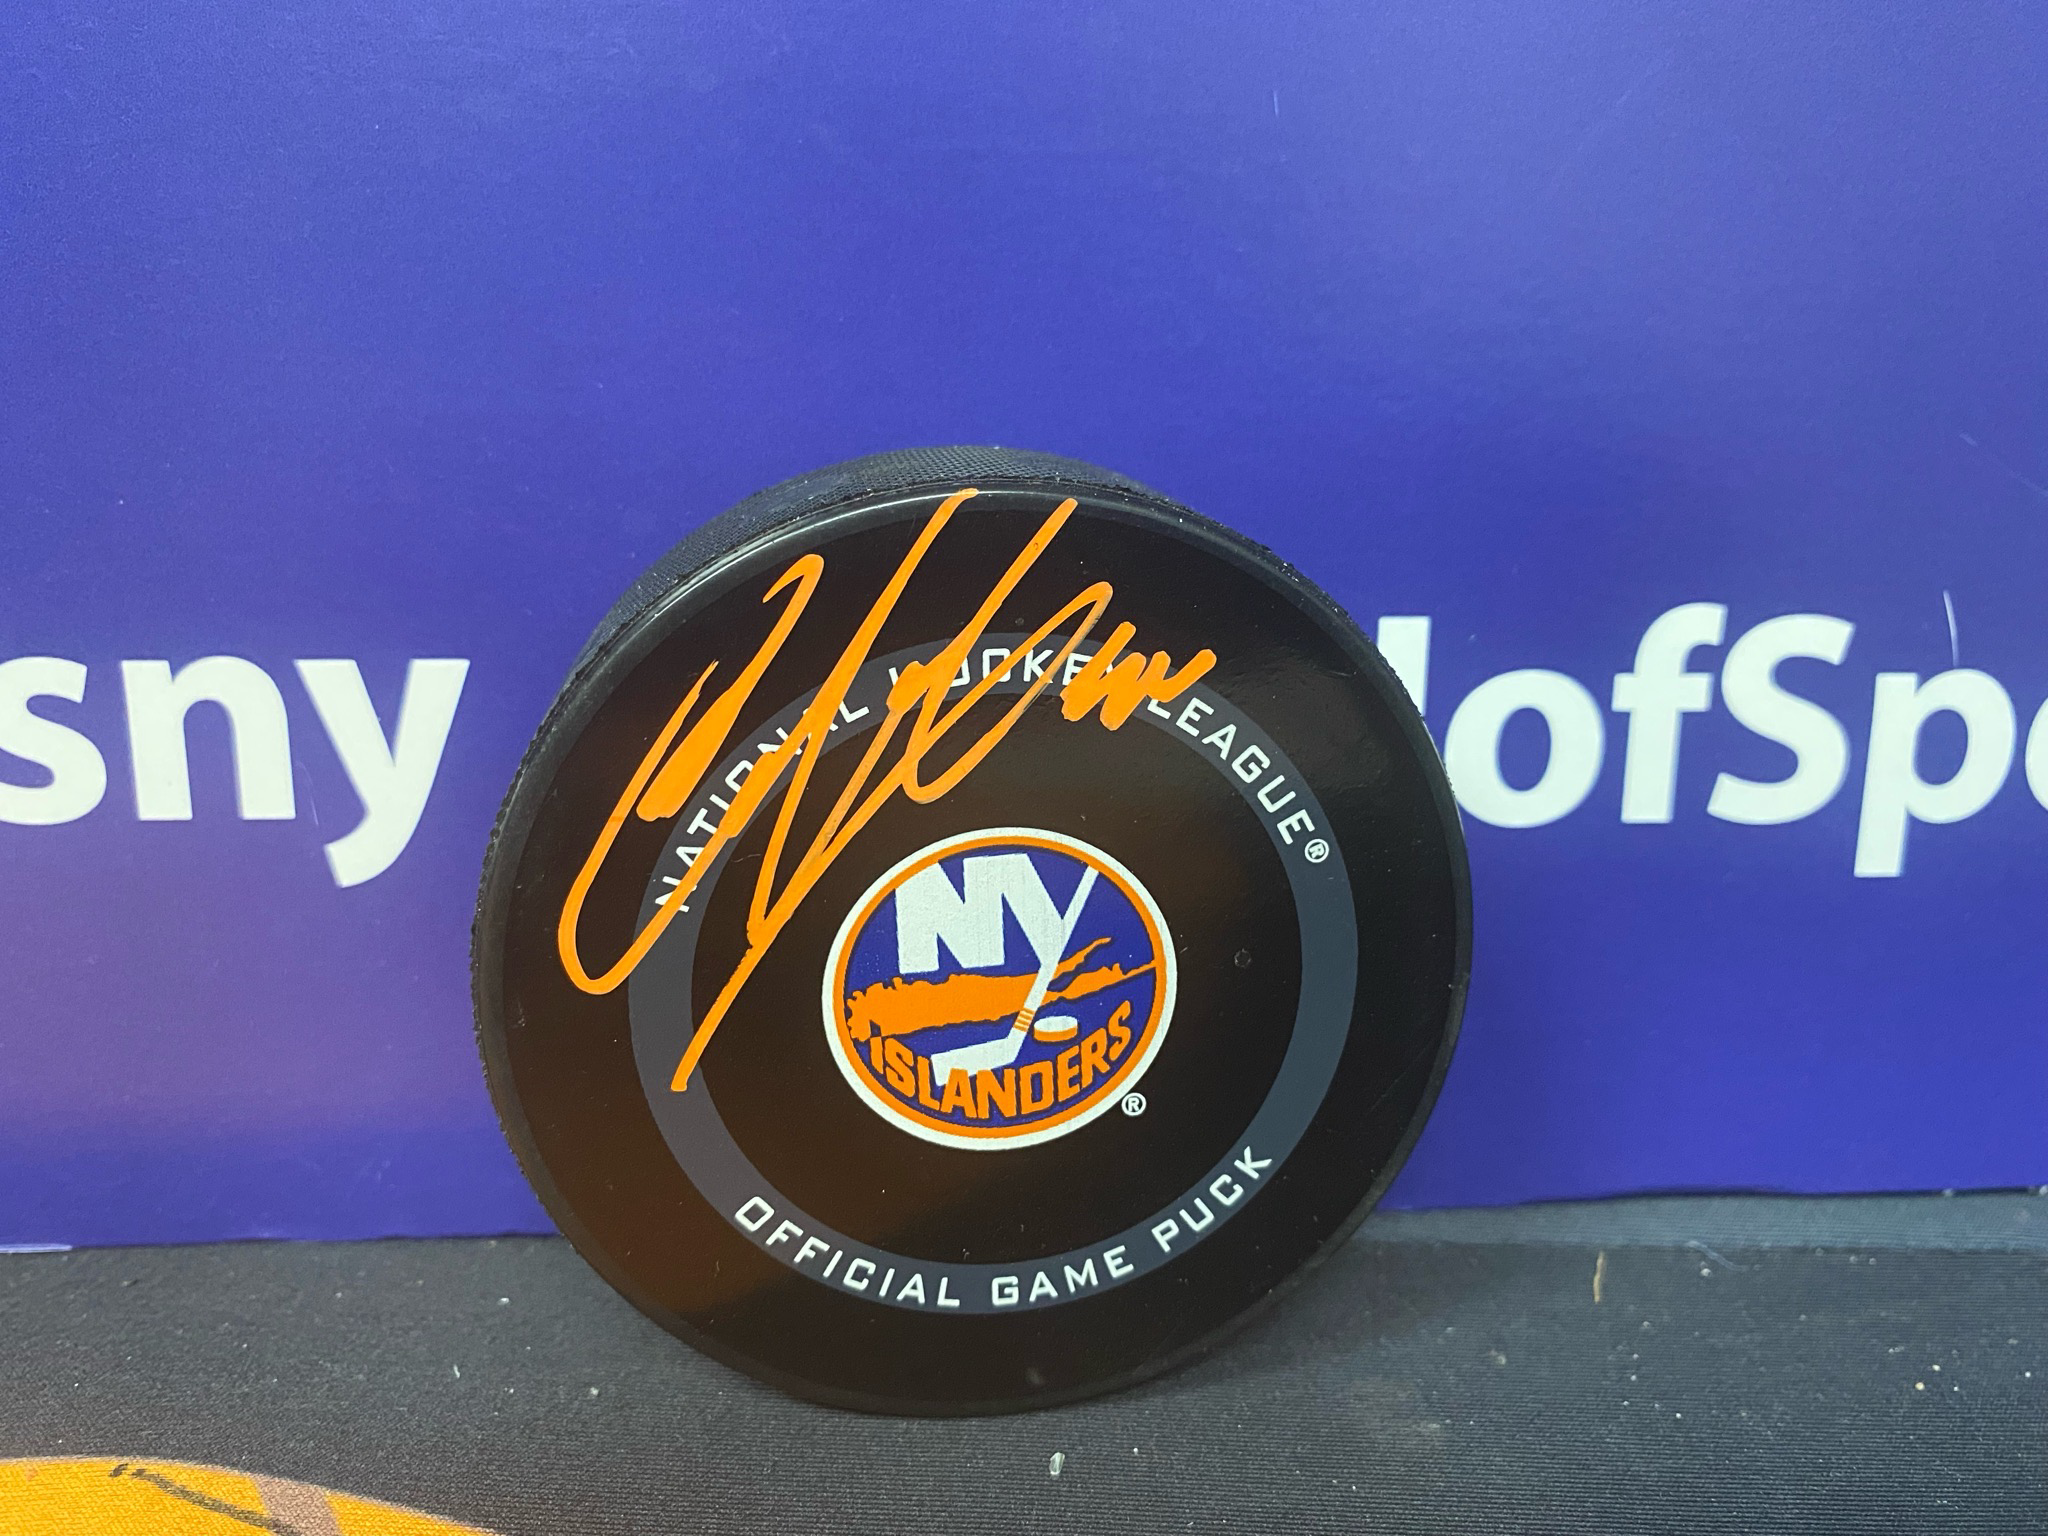 sny
lofSp
NATIONAL HOCKEY LEAGUE®
NY
ISLANDERS
®
OFFICIAL GAME PUCK